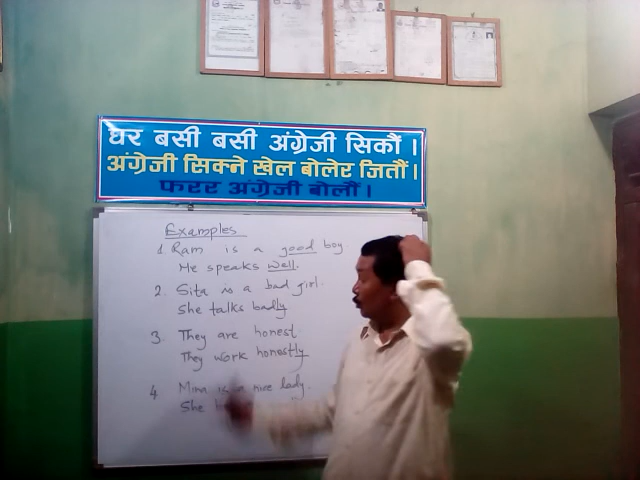 घर बसी बसी अंग्रेजी सिकौं ।
अंग्रेजी सिक्ने खेल बोलेर जितौं ।
फरर अंग्रेजी बोलौं ।
Examples
1. Ram is a good boy
He speaks well.
2. Sita is a bad girl.
She talks badly
3. They are honest.
They work honestly
4. Mina is a nice lady.
She